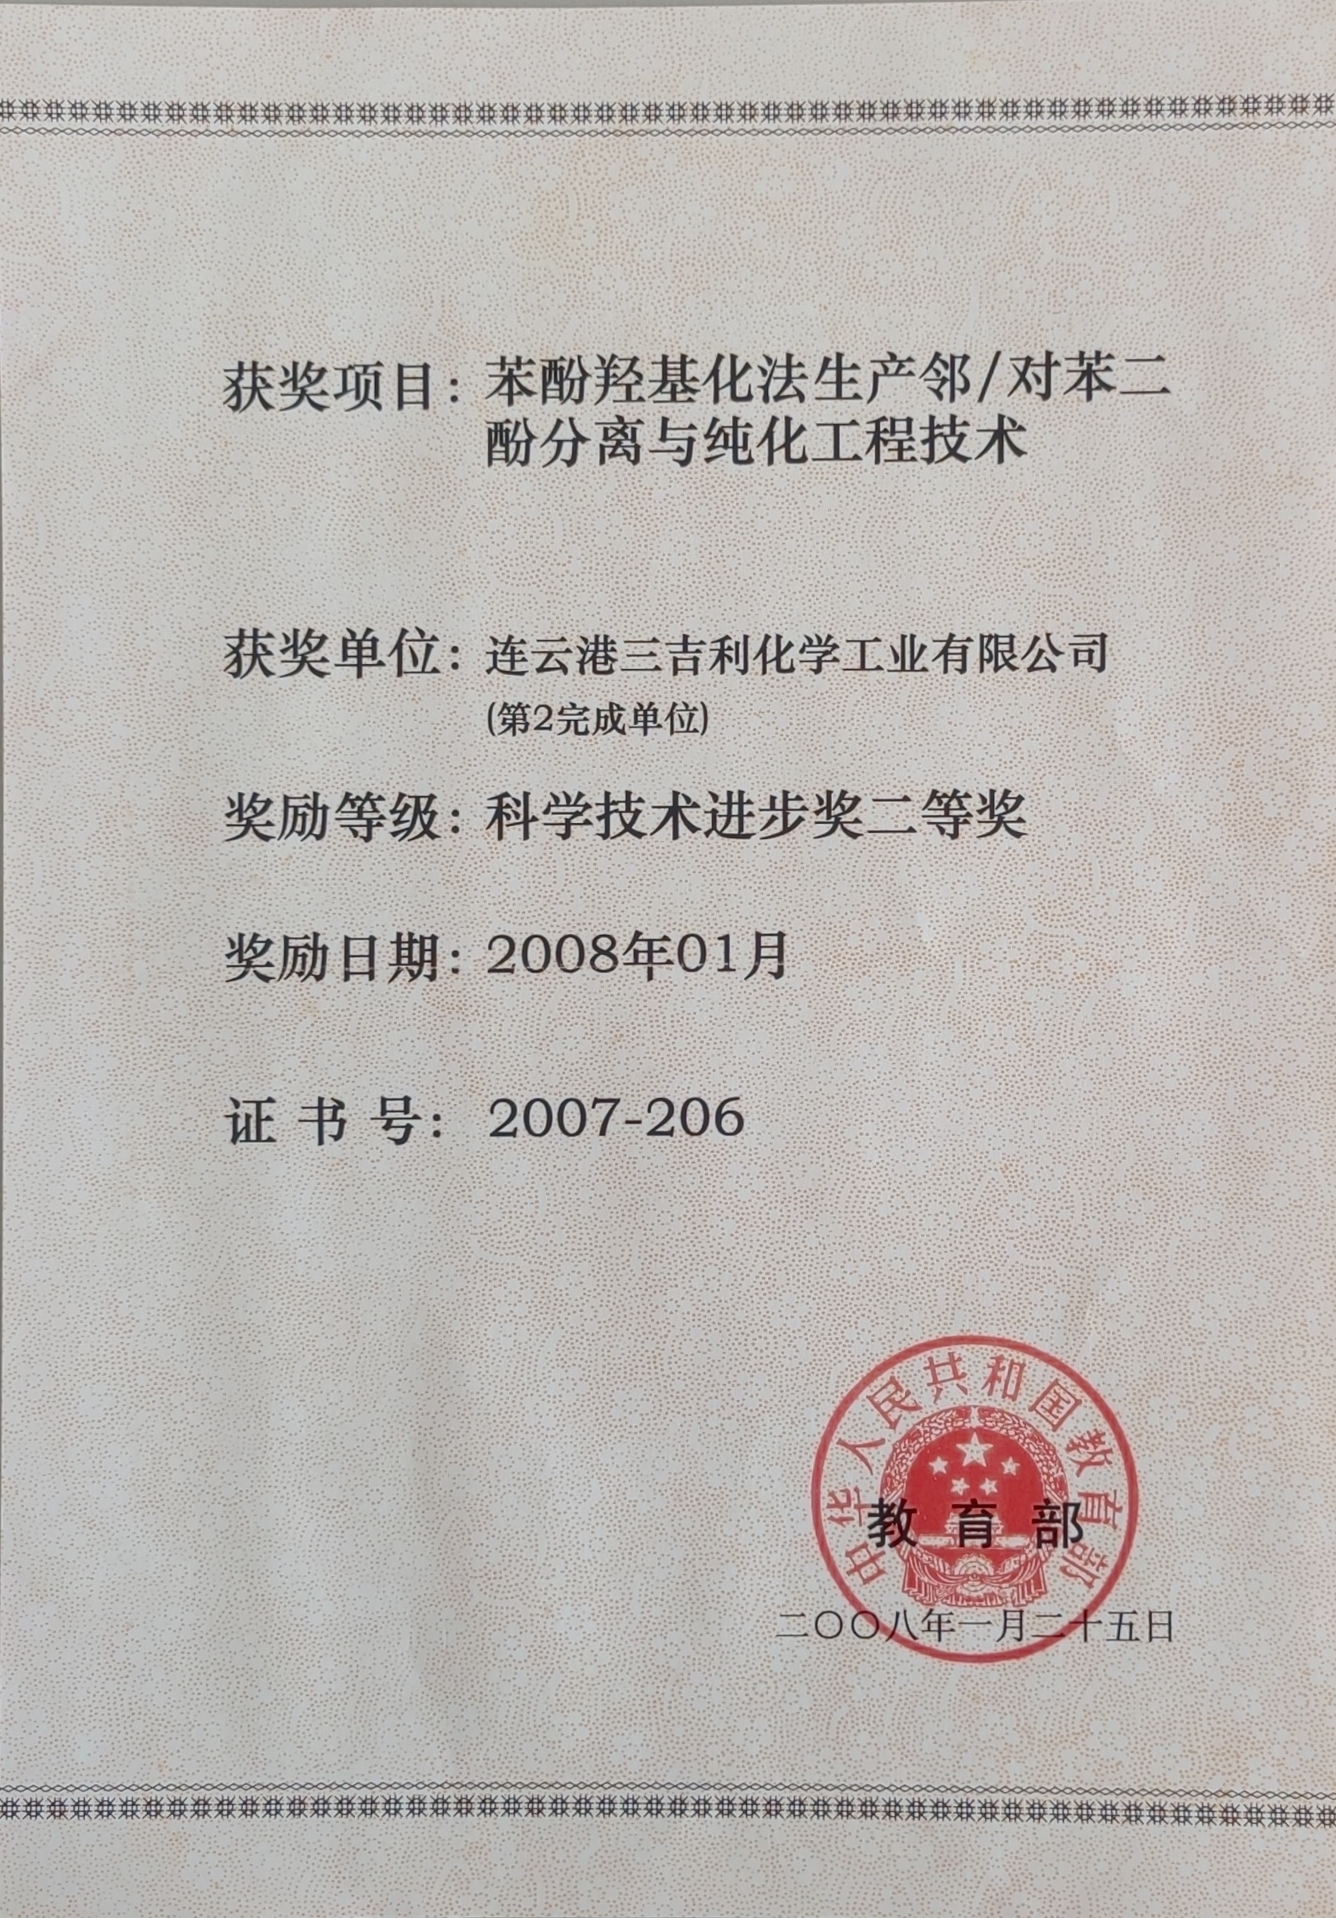 获奖项目：苯酚羟基化法生产邻/对苯二
酚分离与纯化工程技术
获奖单位：连云港三吉利化学工业有限公司
(第2完成单位)
奖励等级：科学技术进步奖二等奖
奖励日期：2008年01月
证书号：2007-206
中华人民共和国教育部
教育部
二〇〇八年一月二十五日